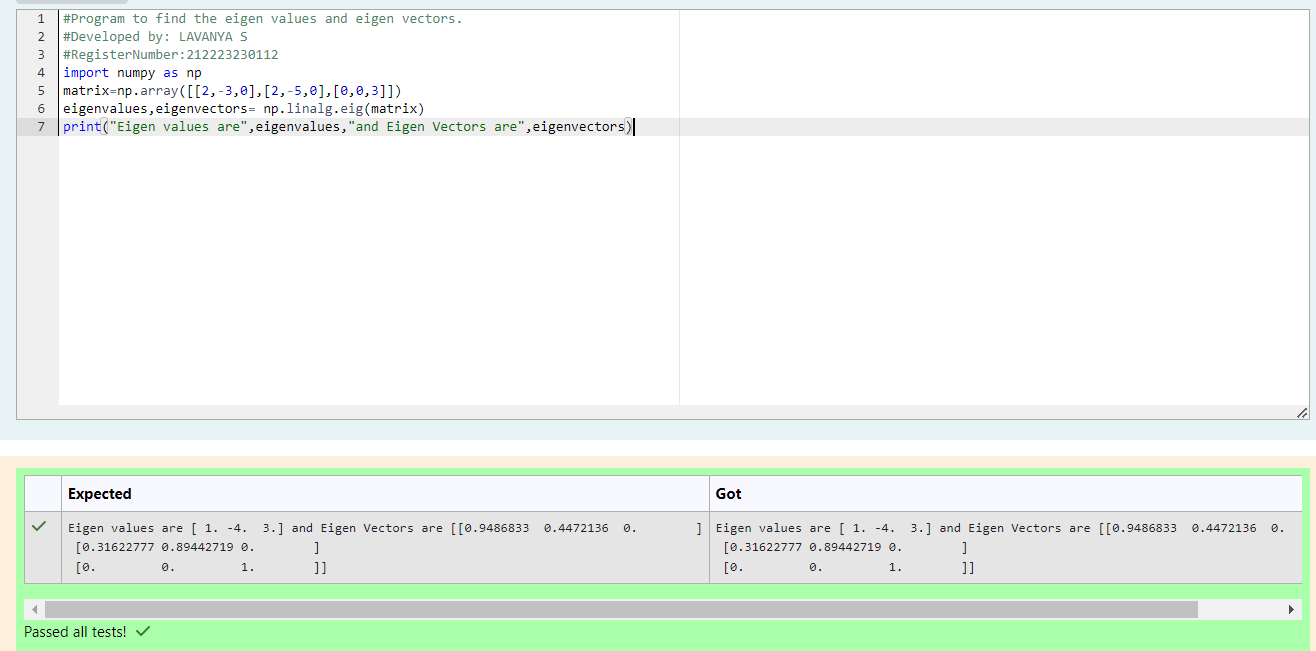 1 #Program to find the eigen values and eigen vectors.
2 #Developed by: LAVANYA S
3 #RegisterNumber:212223230112
4 import numpy as np
5 matrix=np.array([[2,-3,0],[2,-5,0],[0,0,3]])
6 eigenvalues,eigenvectors= np.linalg.eig(matrix)
7 print("Eigen values are",eigenvalues,"and Eigen Vectors are",eigenvectors)
Expected Got
Eigen values are [ 1. -4.  3.] and Eigen Vectors are [[0.9486833  0.4472136  0.        ] Eigen values are [ 1. -4.  3.] and Eigen Vectors are [[0.9486833  0.4472136  0.
[0.31622777 0.89442719 0.        ] [0.31622777 0.89442719 0.        ]
[0.         0.         1.        ]] [0.         0.         1.        ]]
Passed all tests!